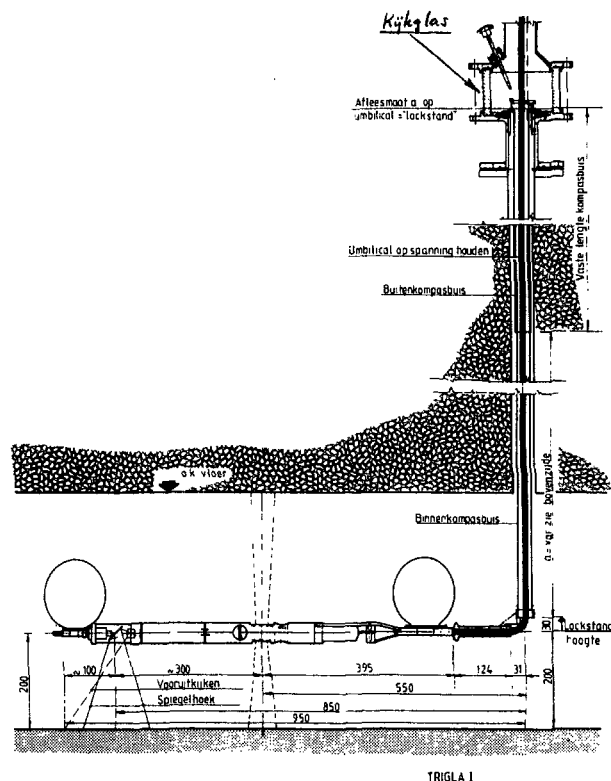 Kijkglas
Afleesmaat a op
umbilical ="lockstand"
Vaste lengte kompasbuis
Umbilical op spanning houden
Buitenkompasbuis
o.k vloer
a = var zie bovenzijde
Binnenkompasbuis
30
Lockstand
hoogte
200
~100
~300
395
124
31
Vooruitkijken
550
Spiegelhoek
850
950
200
TRIGLA I